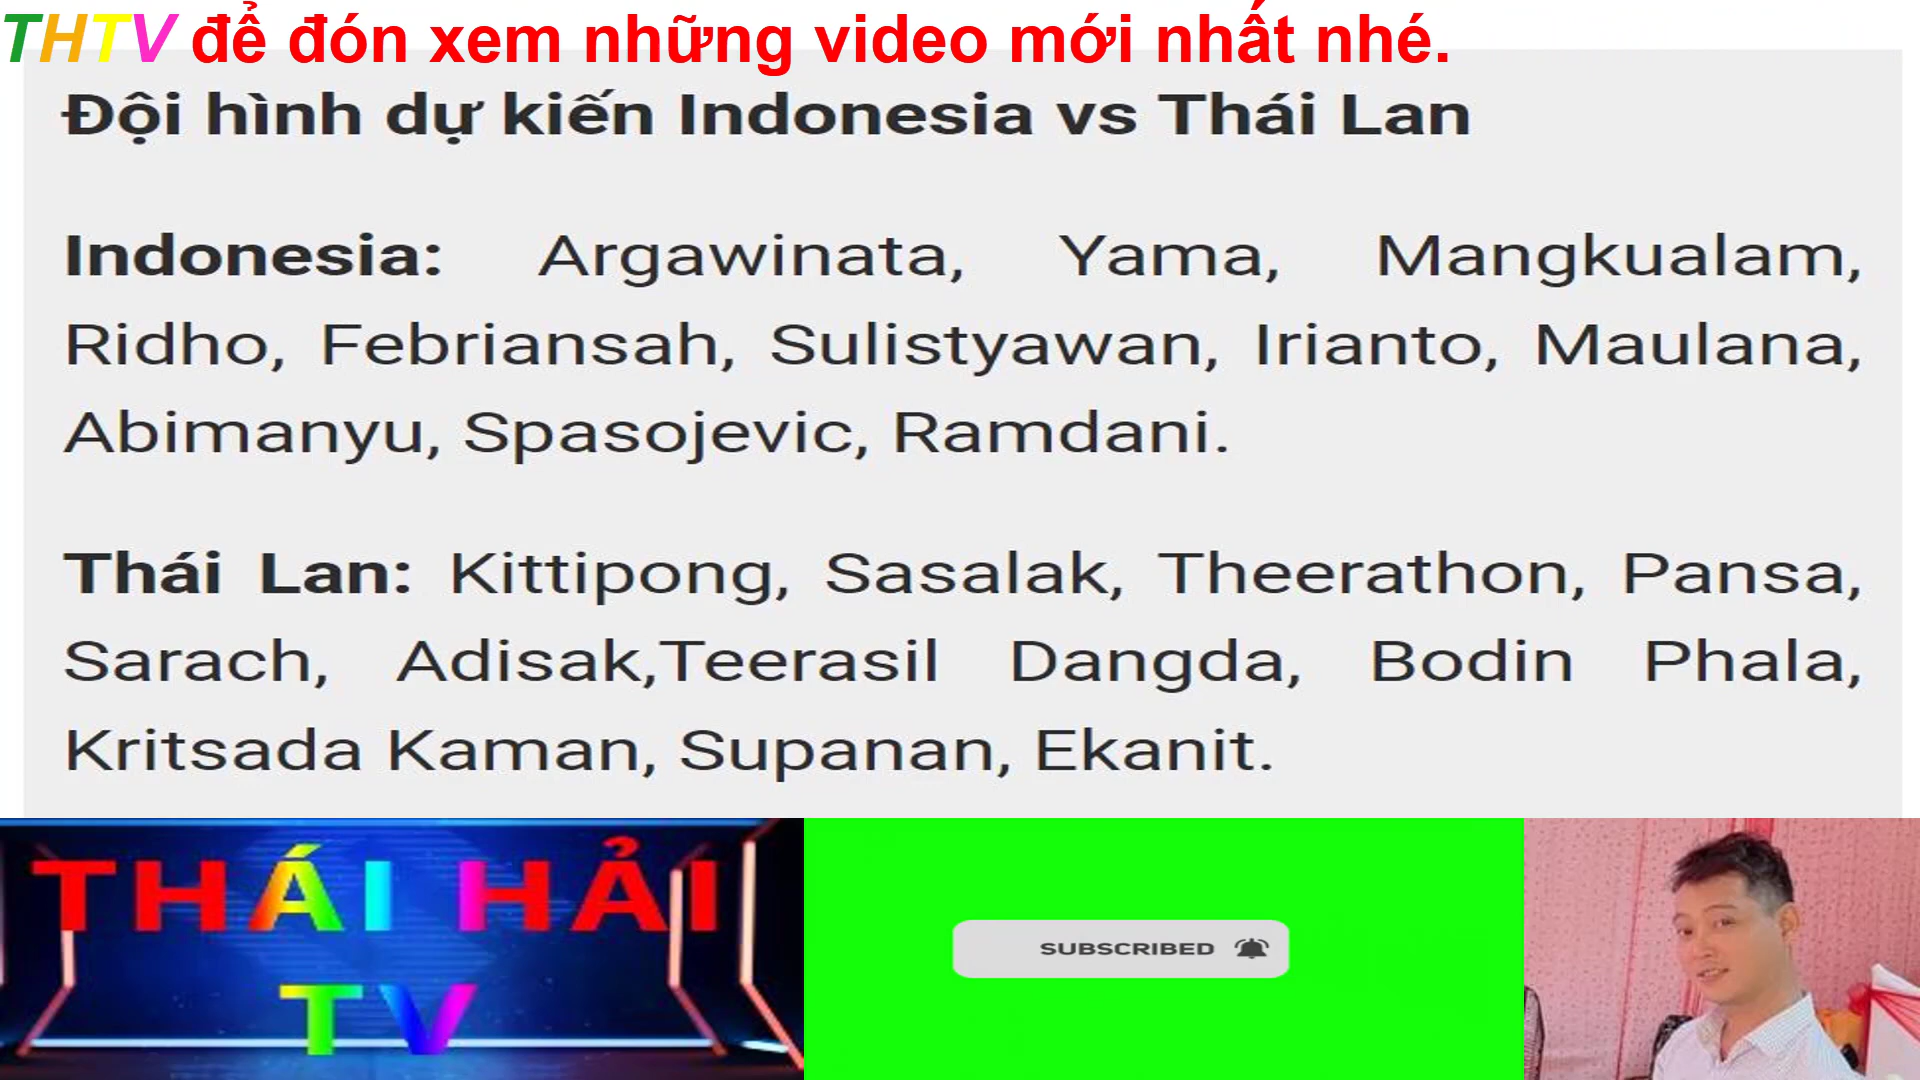 THTV để đón xem những video mới nhất nhé.
Đội hình dự kiến Indonesia vs Thái Lan
Indonesia: Argawinata, Yama, Mangkualam,
Ridho, Febriansah, Sulistyawan, Irianto, Maulana,
Abimanyu, Spasojevic, Ramdani.
Thái Lan: Kittipong, Sasalak, Theerathon, Pansa,
Sarach, Adisak,Teerasil Dangda, Bodin Phala,
Kritsada Kaman, Supanan, Ekanit.
THÁI HẢI
TV
SUBSCRIBED